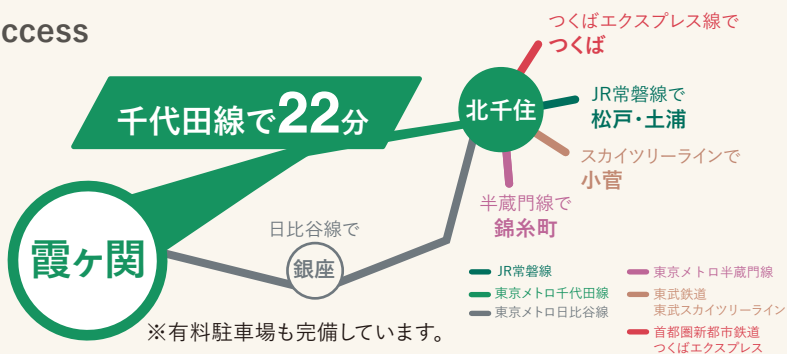 ccess
つくばエクスプレス線で
つくば
千代田線で22分
北千住
JR常磐線で
松戸・土浦
スカイツリーラインで
小菅
半蔵門線で
錦糸町
霞ヶ関
日比谷線で
銀座
JR常磐線
東京メトロ千代田線
東京メトロ日比谷線
東京メトロ半蔵門線
東武鉄道
東武スカイツリーライン
首都圏新都市鉄道
つくばエクスプレス
※有料駐車場も完備しています。